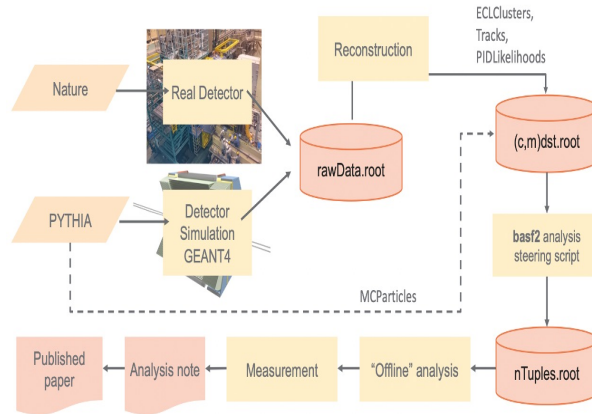 ECLClusters,
Tracks,
PIDLikelihoods
Reconstruction
Nature
Real Detector
rawData.root
(c,m)dst.root
PYTHIA
Detector
Simulation
GEANT4
basf2 analysis
steering script
MCParticles
Published
paper
Analysis note
Measurement
“Offline” analysis
nTuples.root